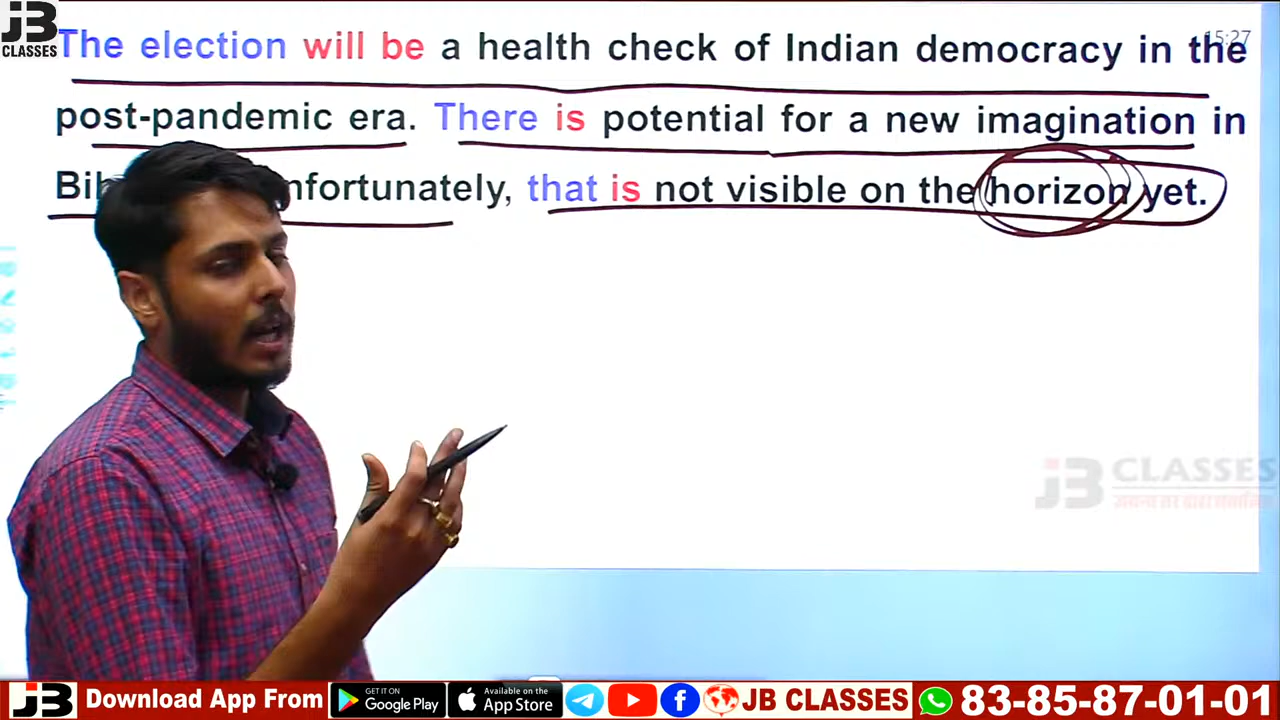 JB
CLASSES
15:27
The election will be a health check of Indian democracy in the
post-pandemic era. There is potential for a new imagination in
that is not visible on the horizon yet.
JB CLASSES
Download App From
GET IT ON
Google Play
Available on the
App Store
JB CLASSES
83-85-87-01-01